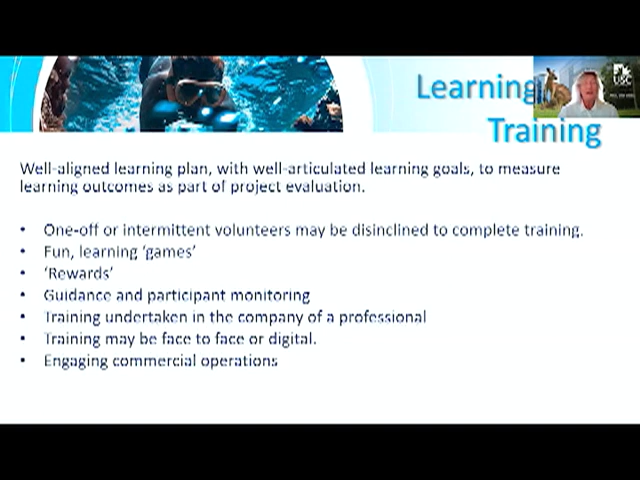 Learning
Training
USC
Well-aligned learning plan, with well-articulated learning goals, to measure
learning outcomes as part of project evaluation.
• One-off or intermittent volunteers may be disinclined to complete training.
• Fun, learning 'games'
• 'Rewards'
• Guidance and participant monitoring
• Training undertaken in the company of a professional
• Training may be face to face or digital.
• Engaging commercial operations